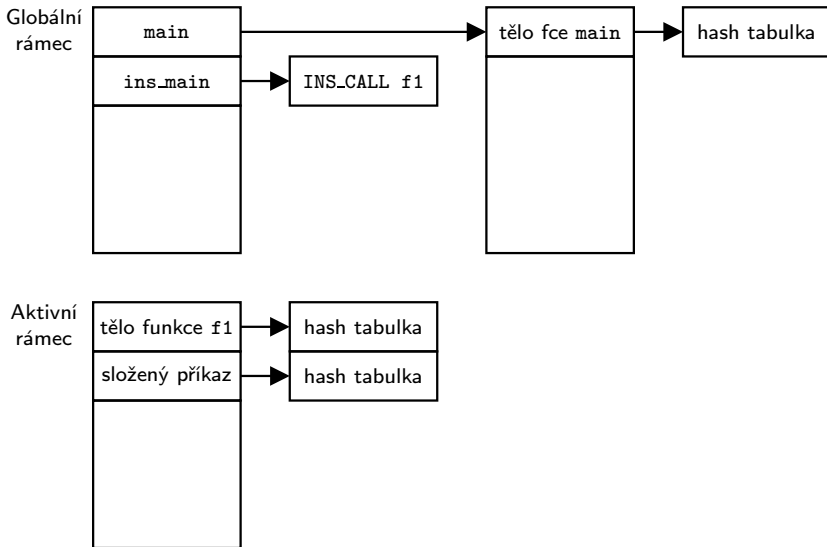 Globální
rámec
main
tělo fce main
hash tabulka
ins_main
INS_CALL f1
Aktivní
rámec
tělo funkce f1
hash tabulka
složený příkaz
hash tabulka